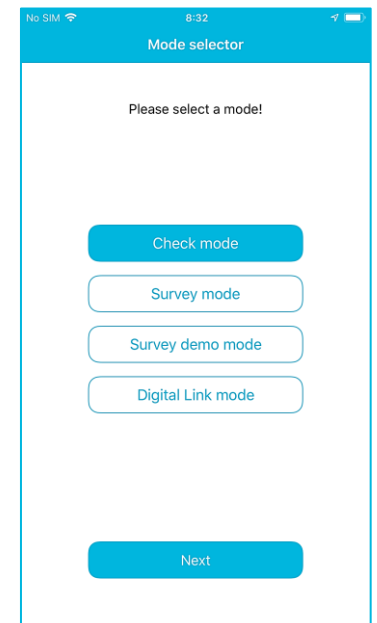 No SIM 8:32
Mode selector
Please select a mode!
Check mode
Survey mode
Survey demo mode
Digital Link mode
Next